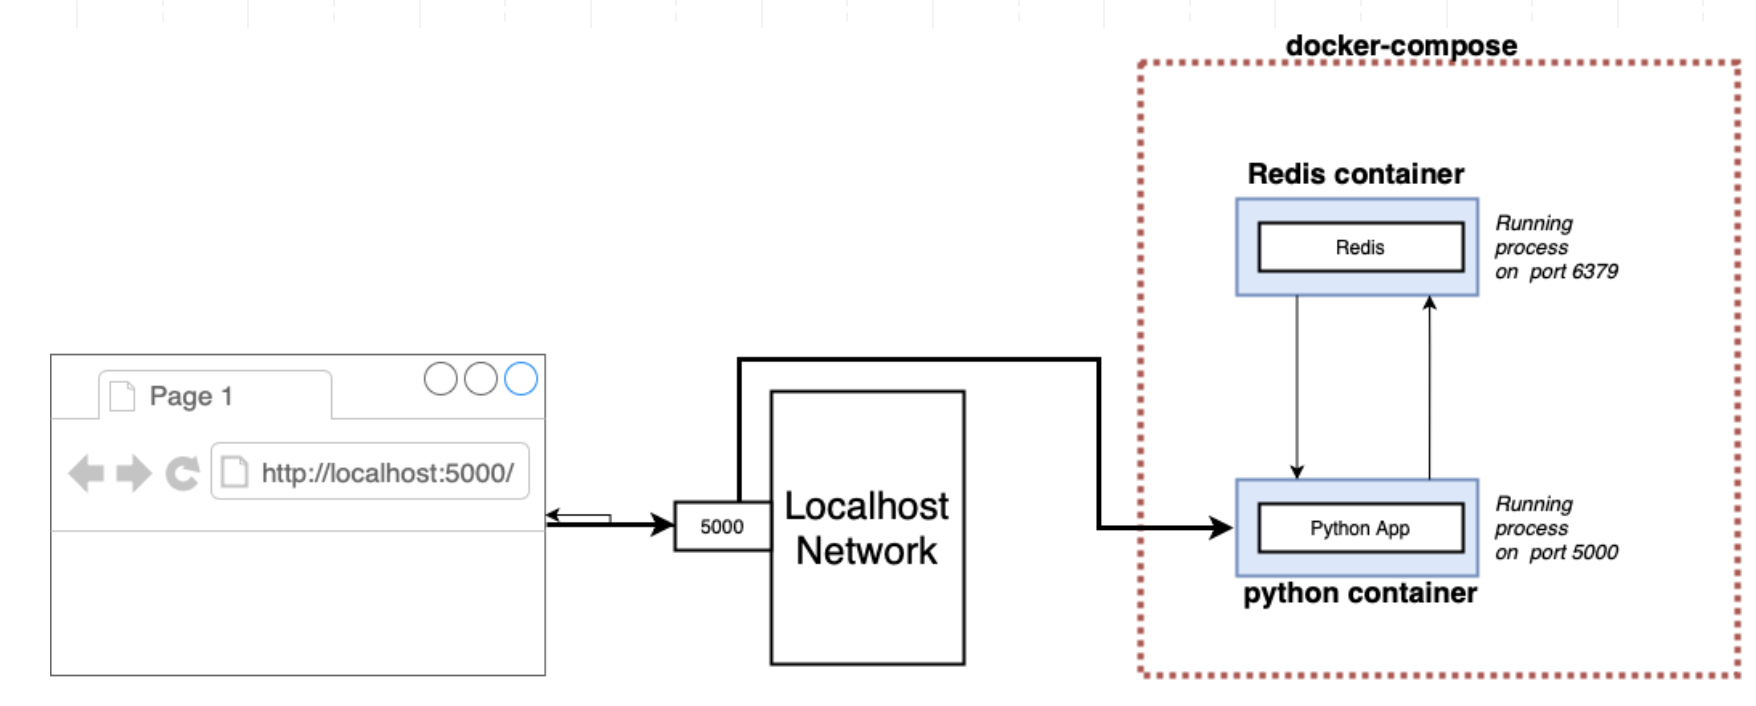 docker-compose
Redis container
Redis
Running
process
on port 6379
Page 1
http://localhost:5000/
5000
Localhost
Network
Python App
Running
process
on port 5000
python container